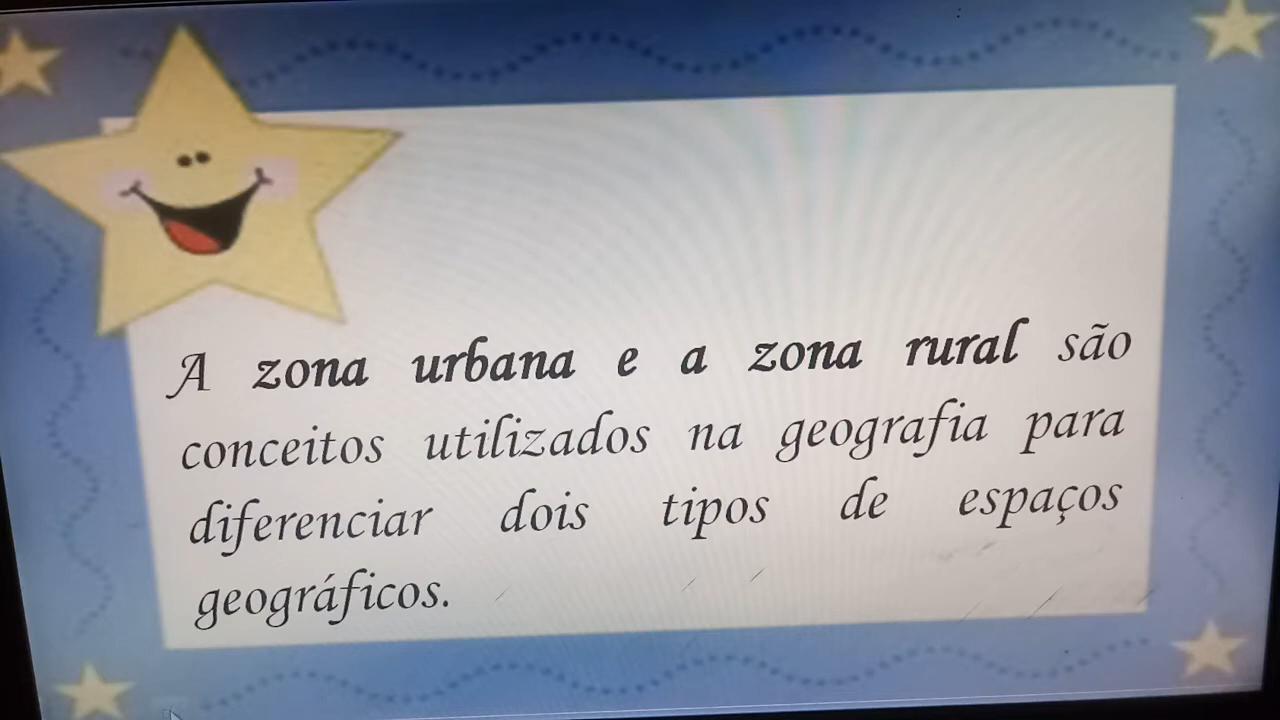 A zona urbana e a zona rural são
conceitos utilizados na geografia para
diferenciar dois tipos de espaços
geográficos.